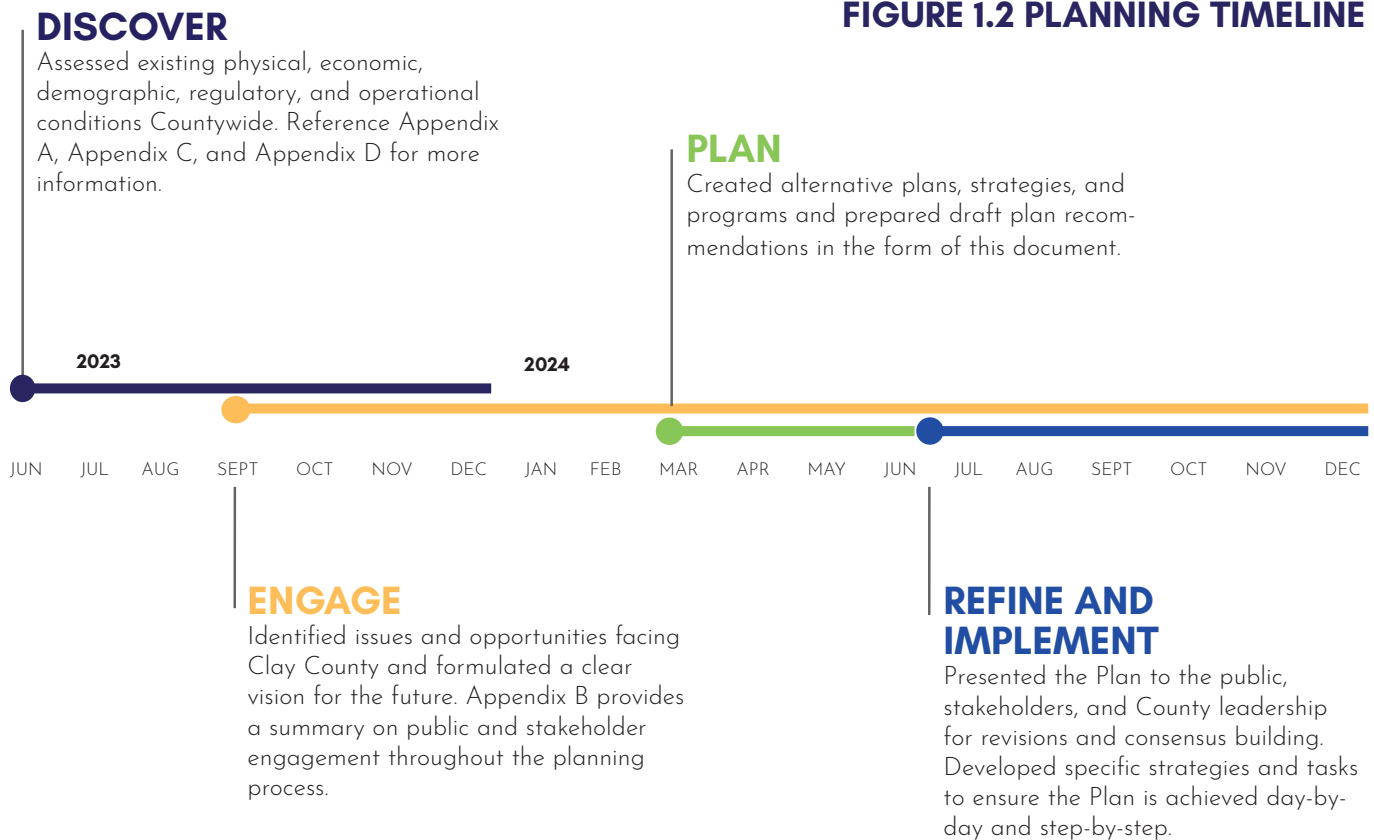 FIGURE 1.2 PLANNING TIMELINE
DISCOVER
Assessed existing physical, economic,
demographic, regulatory, and operational
conditions Countywide. Reference Appendix
A, Appendix C, and Appendix D for more
information.
PLAN
Created alternative plans, strategies, and
programs and prepared draft plan recom-
mendations in the form of this document.
2023 2024
JUN JUL AUG SEPT OCT NOV DEC JAN FEB MAR APR MAY JUN JUL AUG SEPT OCT NOV DEC
ENGAGE
Identified issues and opportunities facing
Clay County and formulated a clear
vision for the future. Appendix B provides
a summary on public and stakeholder
engagement throughout the planning
process.
REFINE AND
IMPLEMENT
Presented the Plan to the public,
stakeholders, and County leadership
for revisions and consensus building.
Developed specific strategies and tasks
to ensure the Plan is achieved day-by-
day and step-by-step.